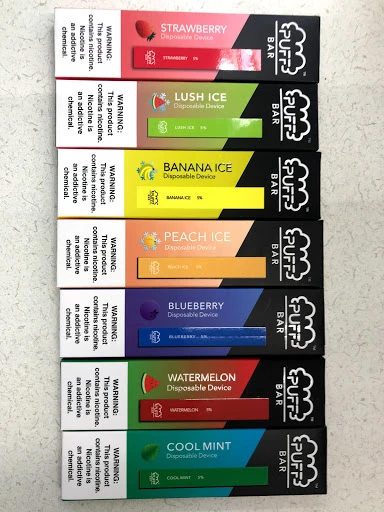 STRAWBERRY
Disposable Device
STRAWBERRY 5%
PUFF
BAR
WARNING:
This product
contains nicotine.
Nicotine is
an addictive
chemical.
LUSH ICE
Disposable Device
LUSH ICE 5%
PUFF
BAR
WARNING:
This product
contains nicotine.
Nicotine is
an addictive
chemical.
BANANA ICE
Disposable Device
BANANA ICE 5%
PUFF
BAR
WARNING:
This product
contains nicotine.
Nicotine is
an addictive
chemical.
PEACH ICE
Disposable Device
PEACH ICE 5%
PUFF
BAR
WARNING:
This product
contains nicotine.
Nicotine is
an addictive
chemical.
BLUEBERRY
Disposable Device
BLUEBERRY 5%
PUFF
BAR
WARNING:
This product
contains nicotine.
Nicotine is
an addictive
chemical.
WATERMELON
Disposable Device
WATERMELON 5%
PUFF
BAR
WARNING:
This product
contains nicotine.
Nicotine is
an addictive
chemical.
COOL MINT
Disposable Device
COOL MINT 5%
PUFF
BAR
WARNING:
This product
contains nicotine.
Nicotine is
an addictive
chemical.